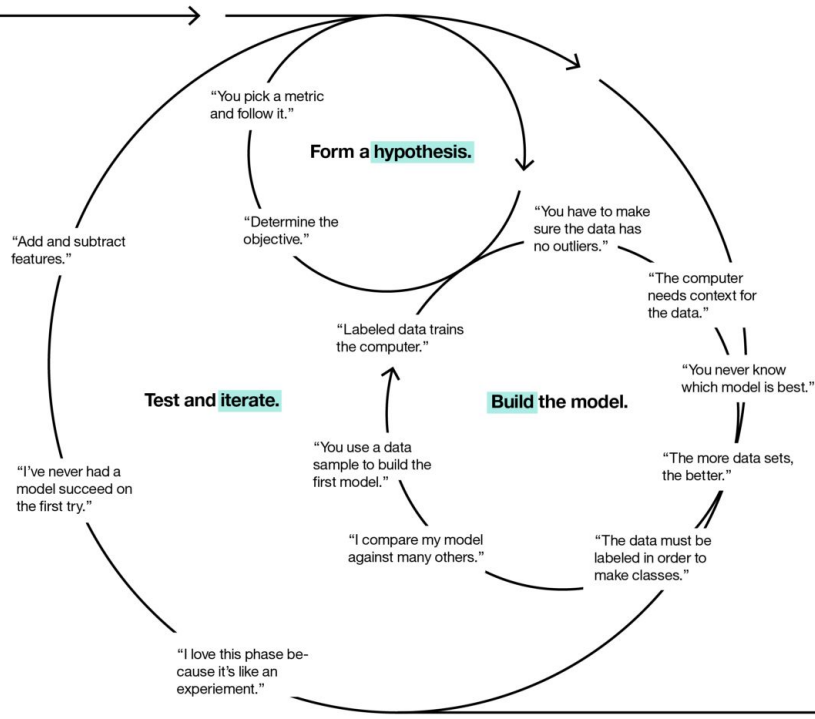 “You pick a metric
and follow it.”
Form a hypothesis.
“Determine the
objective.”
“You have to make
sure the data has
no outliers.”
“Add and subtract
features.”
“The computer
needs context for
the data.”
“Labeled data trains
the computer.”
“You never know
which model is best.”
Test and iterate.
Build the model.
“You use a data
sample to build the
first model.”
“The more data sets,
the better.”
“I’ve never had a
model succeed on
the first try.”
“I compare my model
against many others.”
“The data must be
labeled in order to
make classes.”
“I love this phase be-
cause it’s like an
experiement.”